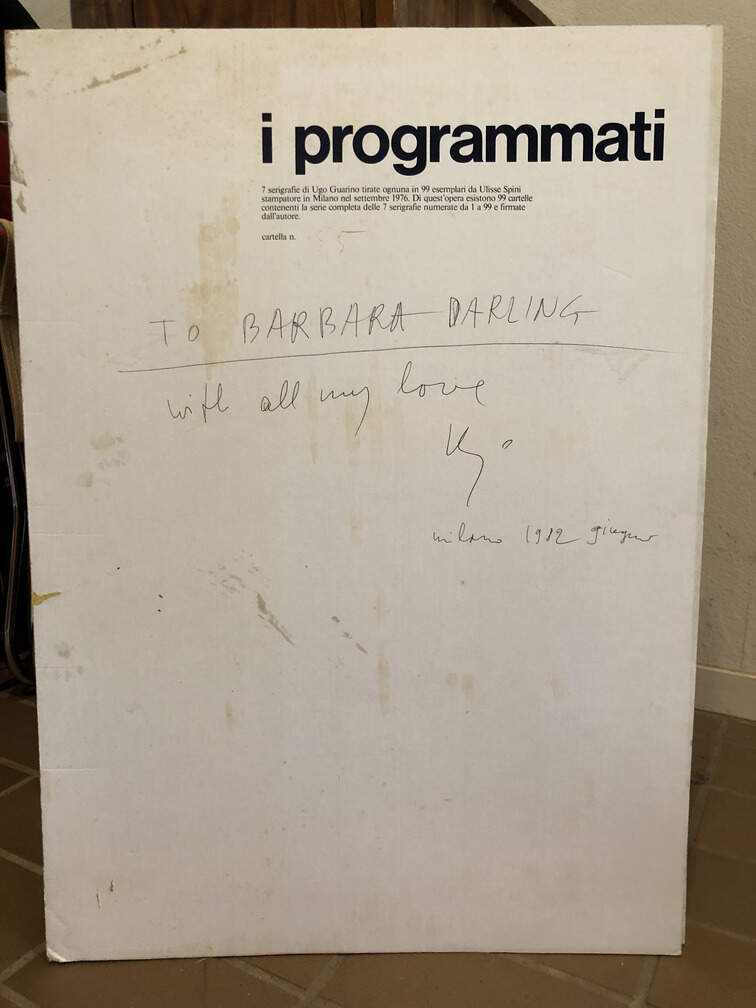 i programmati
7 serigrafie di Ugo Guarino tirate ognuna in 99 esemplari da Ulisse Spini
stampatore in Milano nel settembre 1976. Di quest'opera esistono 99 cartelle
contenenti la serie completa delle 7 serigrafie numerate da 1 a 99 e firmate
dall'autore.
cartella n.
TO BARBARA DARLING
with all my love
milano 1982 giugno